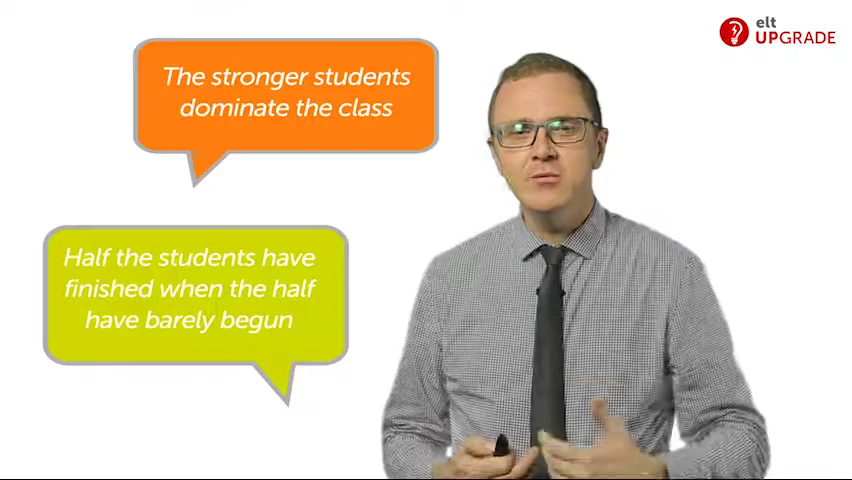 elt
UPGRADE
The stronger students
dominate the class
Half the students have
finished when the half
have barely begun